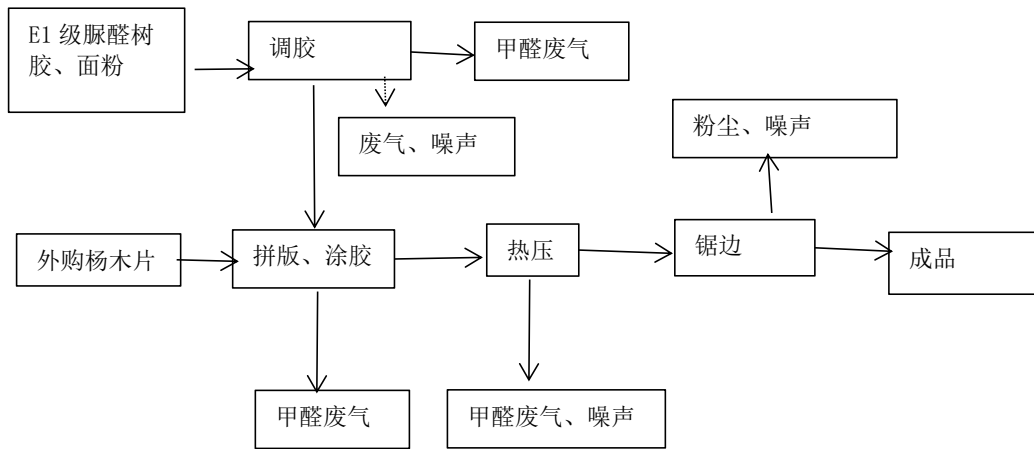 E1 级脲醛树
胶、面粉
调胶
甲醛废气
废气、噪声
粉尘、噪声
外购杨木片
拼版、涂胶
热压
锯边
成品
甲醛废气
甲醛废气、噪声